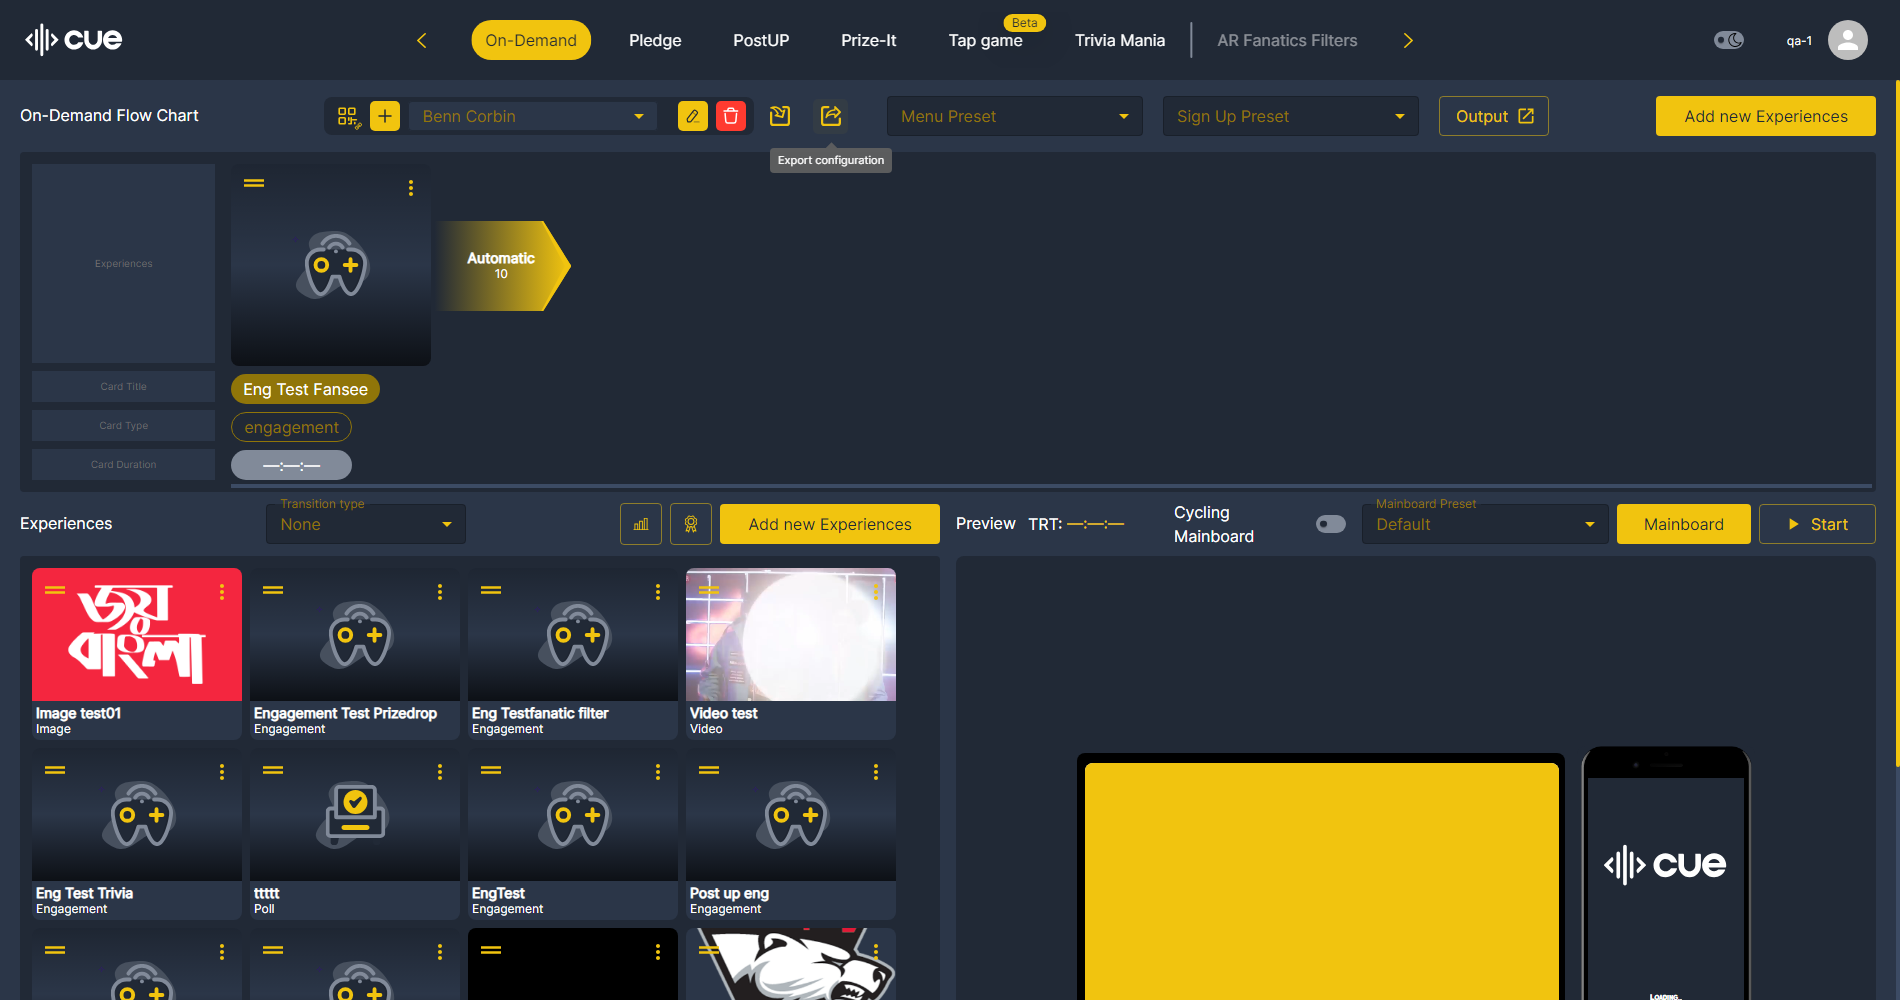 cue
On-Demand
Pledge
PostUP
Prize-It
Tap game
Beta
Trivia Mania
AR Fanatics Filters
qa-1
On-Demand Flow Chart
Benn Corbin
Menu Preset
Sign Up Preset
Output
Add new Experiences
Export configuration
Experiences
Automatic
10
Card Title
Eng Test Fansee
Card Type
engagement
Card Duration
—:—:—
Experiences
Transition type
None
Add new Experiences
Preview
TRT: —:—:—
Cycling
Mainboard
Mainboard Preset
Default
Mainboard
Start
জয়
বাংলা
Image test01
Image
Engagement Test Prizedrop
Engagement
Eng Testfanatic filter
Engagement
Video test
Video
Eng Test Trivia
Engagement
ttttt
Poll
EngTest
Engagement
Post up eng
Engagement
cue
LOADING...